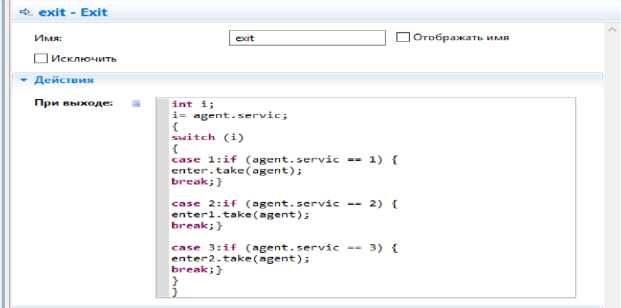 exit - Exit
Имя:
exit
Отображать имя
Исключить
Действия
При выходе:
int i;
i= agent.servic;
{
switch (i)
{
case 1:if (agent.servic == 1) {
enter.take(agent);
break;}
case 2:if (agent.servic == 2) {
enter1.take(agent);
break;}
case 3:if (agent.servic == 3) {
enter2.take(agent);
break;}
}
}